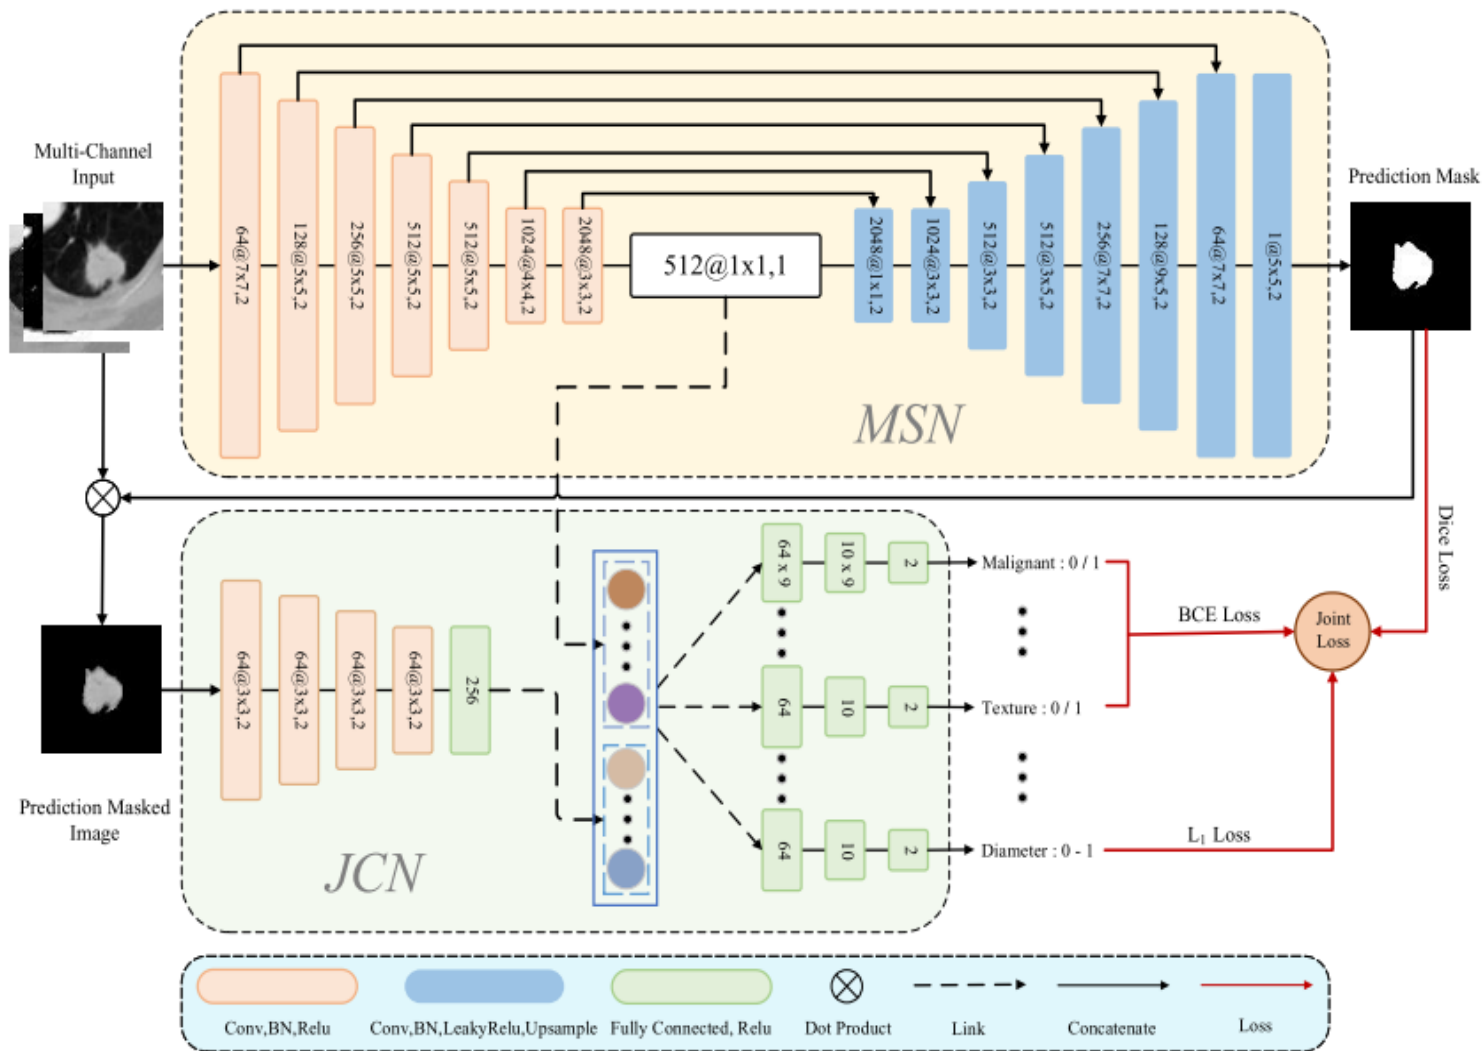 Multi-Channel
Input
64@7x7,2
128@5x5,2
256@5x5,2
512@5x5,2
512@5x5,2
1024@4x4,2
2048@3x3,2
512@1x1,1
2048@1x1,2
1024@3x3,2
512@3x3,2
512@3x5,2
256@7x7,2
128@9x5,2
64@7x7,2
1@5x5,2
Prediction Mask
MSN
Dice Loss
64@3x3,2
64@3x3,2
64@3x3,2
64@3x3,2
256
Prediction Masked
Image
JCN
64 x 9
10 x 9
2
Malignant : 0 / 1
64
10
2
Texture : 0 / 1
64
10
2
Diameter : 0 - 1
BCE Loss
L₁ Loss
Joint
Loss
Conv,BN,Relu
Conv,BN,LeakyRelu,Upsample
Fully Connected, Relu
Dot Product
Link
Concatenate
Loss